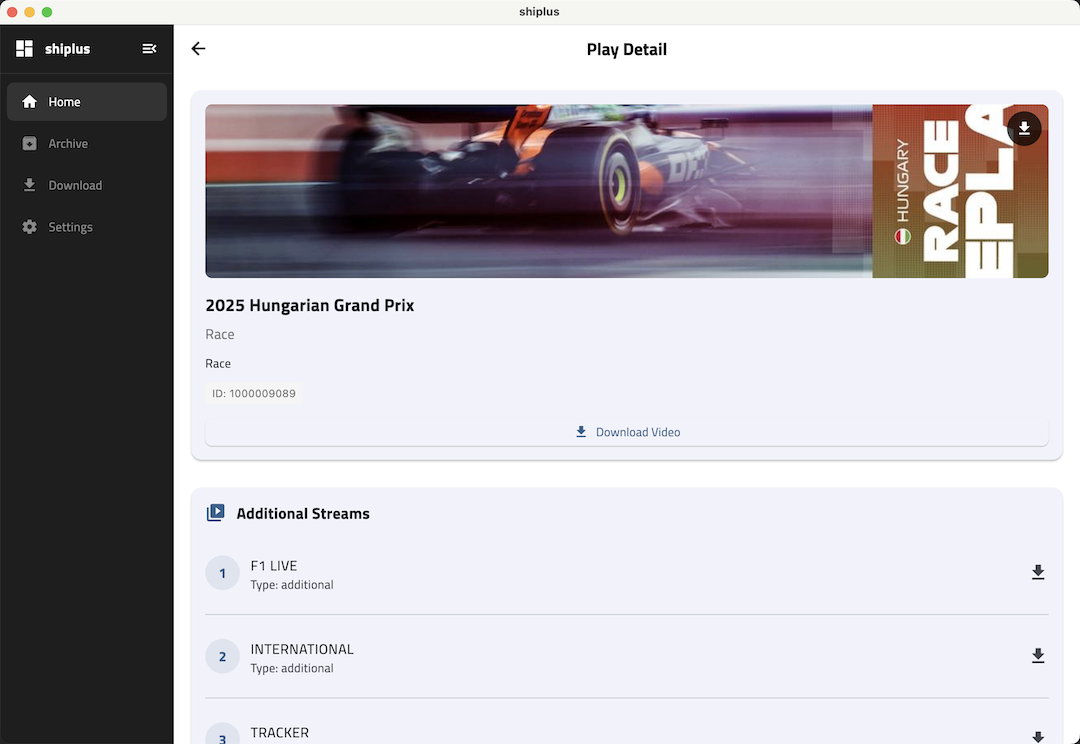 shiplus
shiplus
Home
Archive
Download
Settings
Play Detail
HUNGARY
RACE
EPLA
2025 Hungarian Grand Prix
Race
Race
ID: 1000009089
Download Video
Additional Streams
1
F1 LIVE
Type: additional
2
INTERNATIONAL
Type: additional
3
TRACKER